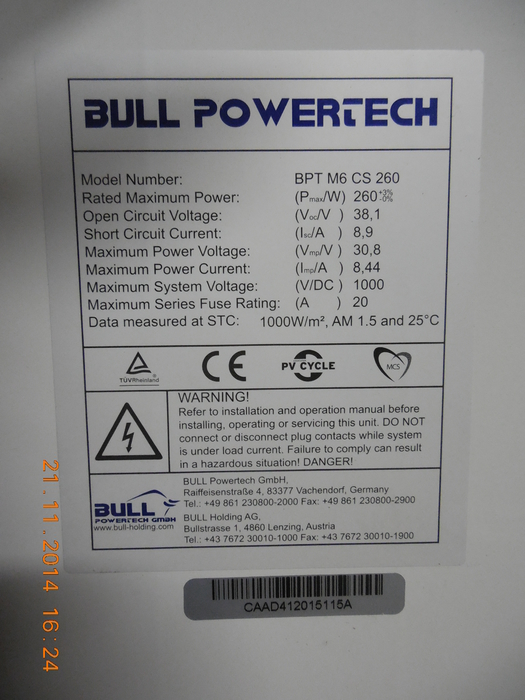 BULL POWERTECH
Model Number: BPT M6 CS 260
Rated Maximum Power: (Pmax/W) 260 +3% -0%
Open Circuit Voltage: (Voc/V ) 38,1
Short Circuit Current: (Isc/A ) 8,9
Maximum Power Voltage: (Vmp/V ) 30,8
Maximum Power Current: (Imp/A ) 8,44
Maximum System Voltage: (V/DC ) 1000
Maximum Series Fuse Rating: (A ) 20
Data measured at STC: 1000W/m², AM 1.5 and 25°C
TÜVRheinland
CE
PV CYCLE
MCS
WARNING!
Refer to installation and operation manual before
installing, operating or servicing this unit. DO NOT
connect or disconnect plug contacts while system
is under load current. Failure to comply can result
in a hazardous situation! DANGER!
BULL
POWERTECH GMBH
www.bull-holding.com
BULL Powertech GmbH,
Raiffeisenstraße 4, 83377 Vachendorf, Germany
Tel.: +49 861 230800-2000 Fax: +49 861 230800-2900
BULL Holding AG,
Bullstrasse 1, 4860 Lenzing, Austria
Tel.: +43 7672 30010-1000 Fax: +43 7672 30010-1900
CAAD412015115A
21.11.2014 16:24